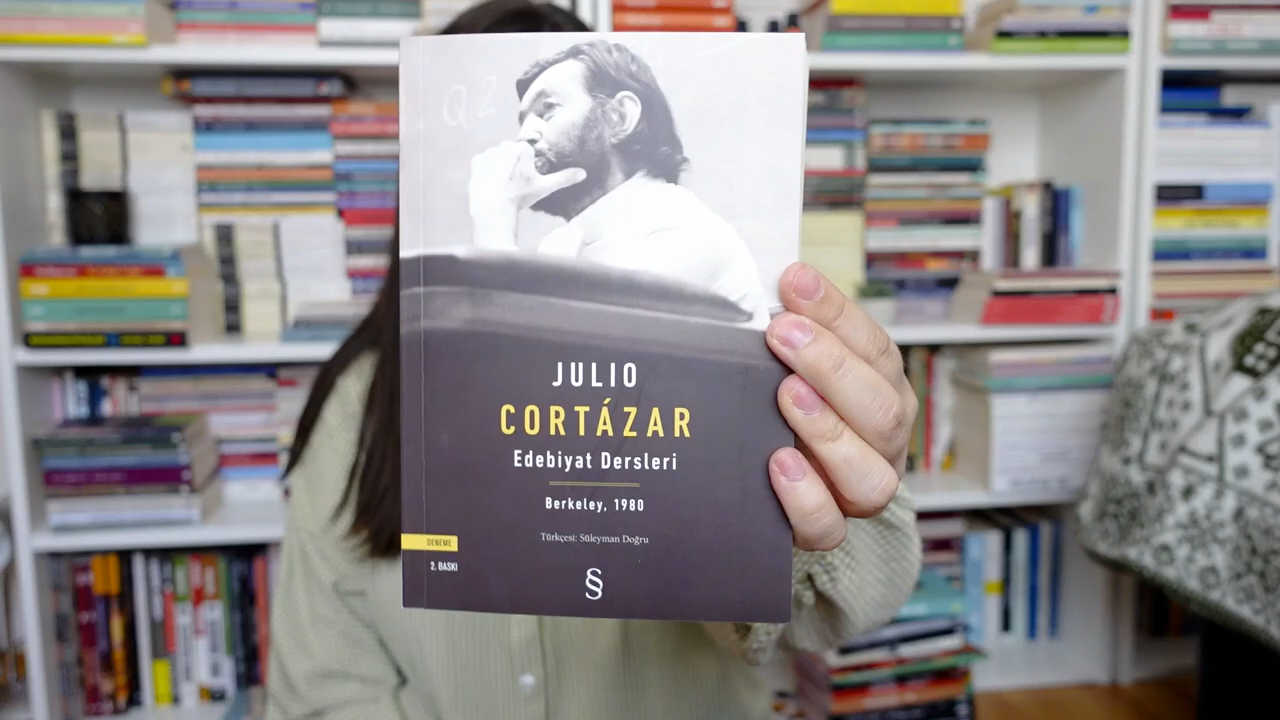 JULIO
CORTÁZAR
Edebiyat Dersleri
Berkeley, 1980
Türkçesi: Süleyman Doğru
DENEME
2. BASKI
§